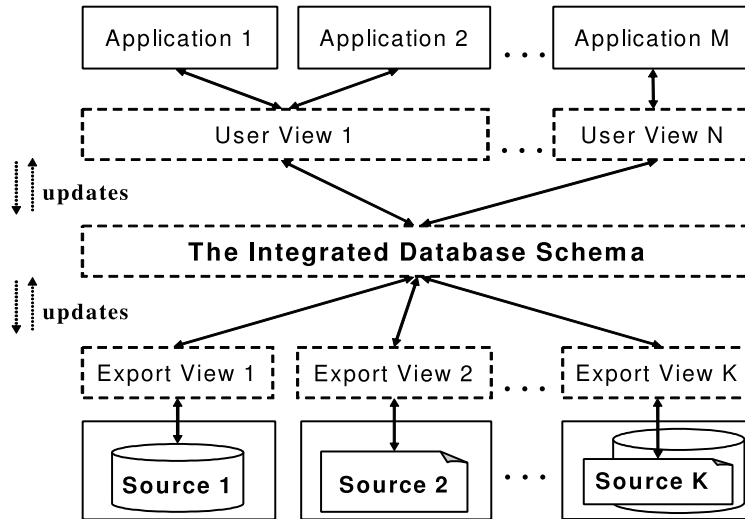 Application 1
Application 2
. . .
Application M
User View 1
. . .
User View N
updates
The Integrated Database Schema
updates
Export View 1
Export View 2
. . .
Export View K
Source 1
Source 2
. . .
Source K